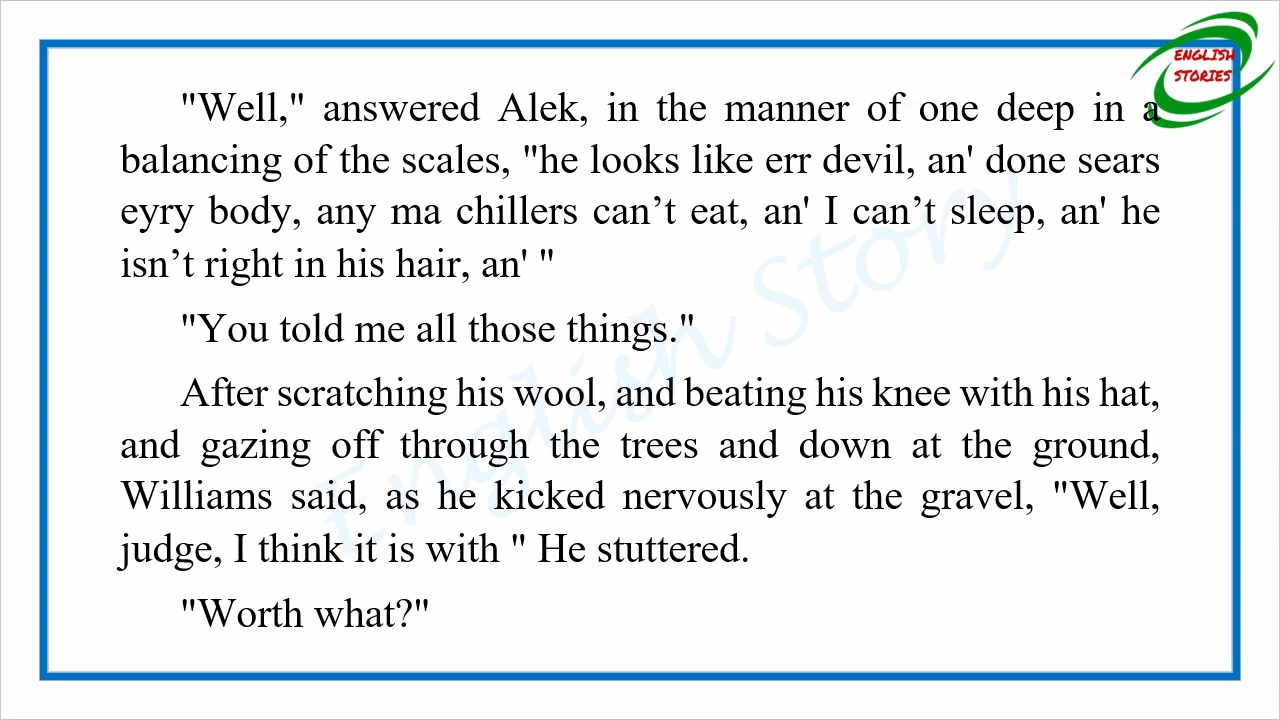 ENGLISH
STORIES
"Well," answered Alek, in the manner of one deep in a
balancing of the scales, "he looks like err devil, an' done sears
eyry body, any ma chillers can’t eat, an' I can’t sleep, an' he
isn’t right in his hair, an' "
"You told me all those things."
After scratching his wool, and beating his knee with his hat,
and gazing off through the trees and down at the ground,
Williams said, as he kicked nervously at the gravel, "Well,
judge, I think it is with " He stuttered.
"Worth what?"
English Story